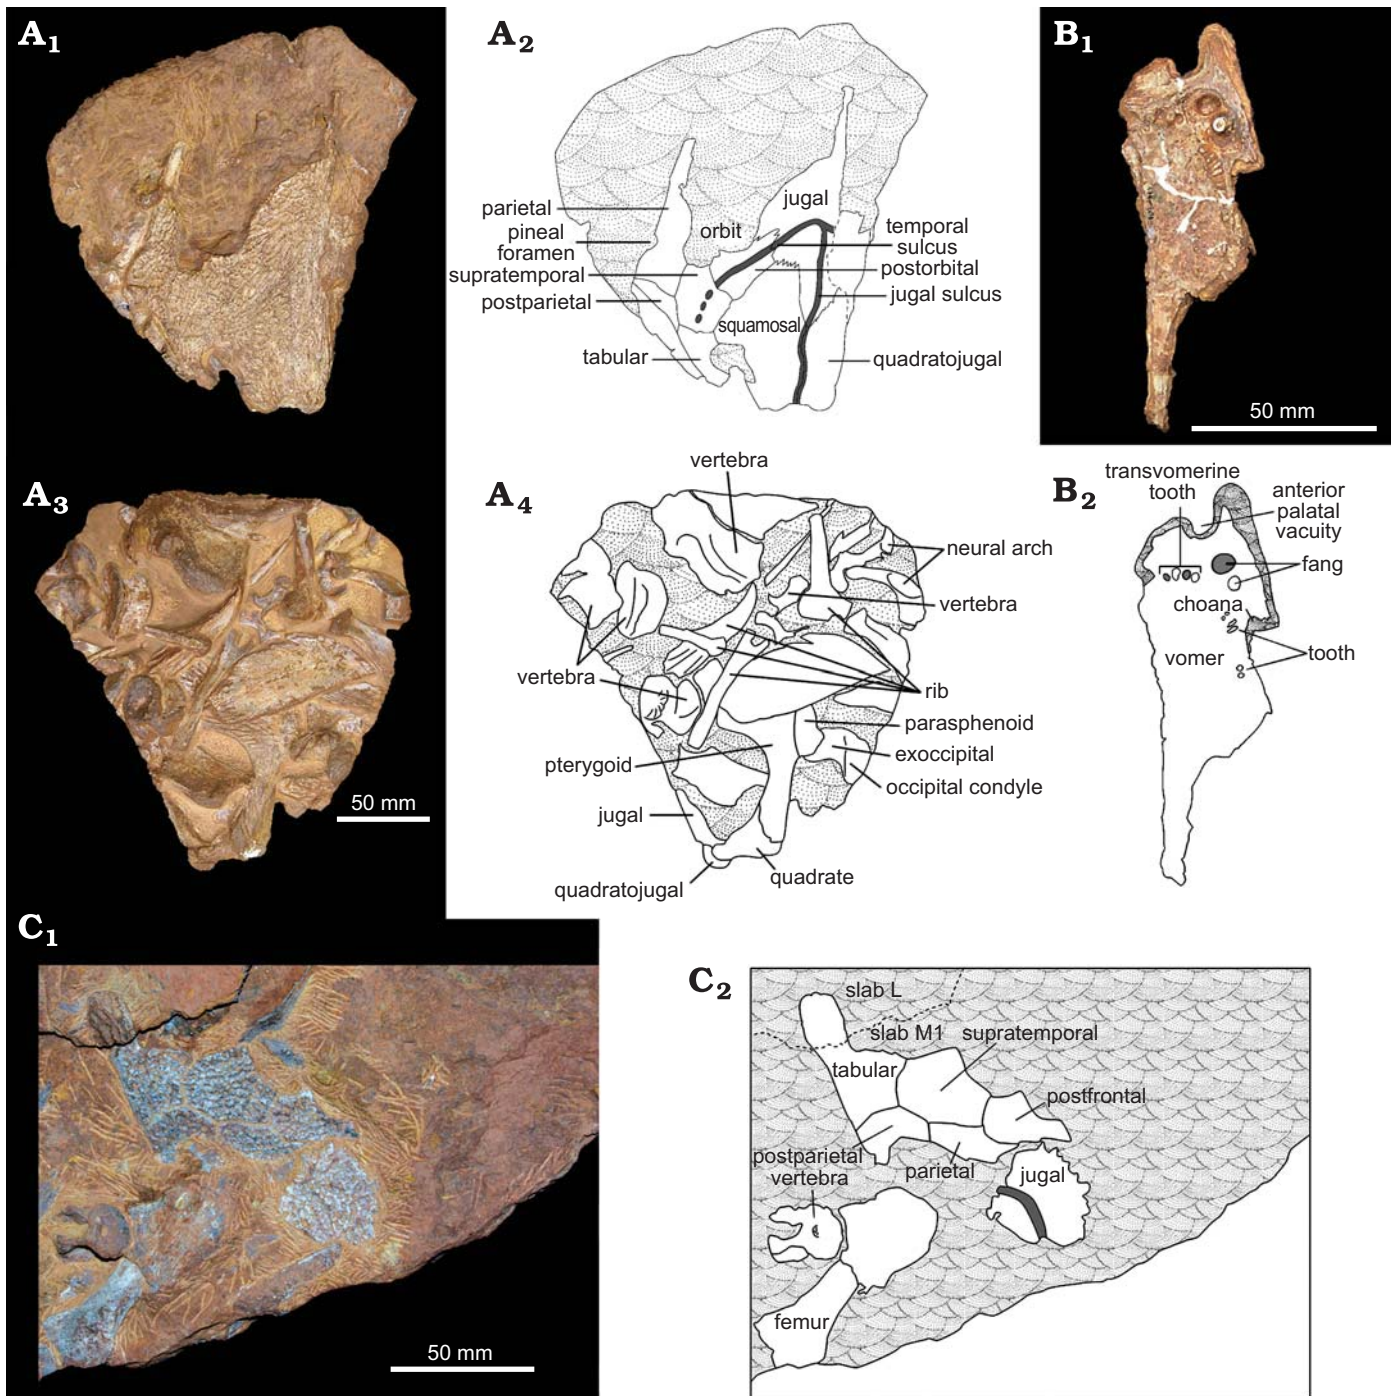 A1
A2
B1
parietal
pineal
foramen
supratemporal
postparietal
tabular
orbit
jugal
squamosal
temporal
sulcus
postorbital
jugal sulcus
quadratojugal
50 mm
A3
50 mm
A4
vertebra
neural arch
vertebra
vertebra
rib
parasphenoid
pterygoid
exoccipital
occipital condyle
jugal
quadratojugal
quadrate
B2
transvomerine
tooth
anterior
palatal
vacuity
fang
choana
vomer
tooth
C1
50 mm
C2
slab L
slab M1
supratemporal
tabular
postfrontal
postparietal
parietal
vertebra
jugal
femur